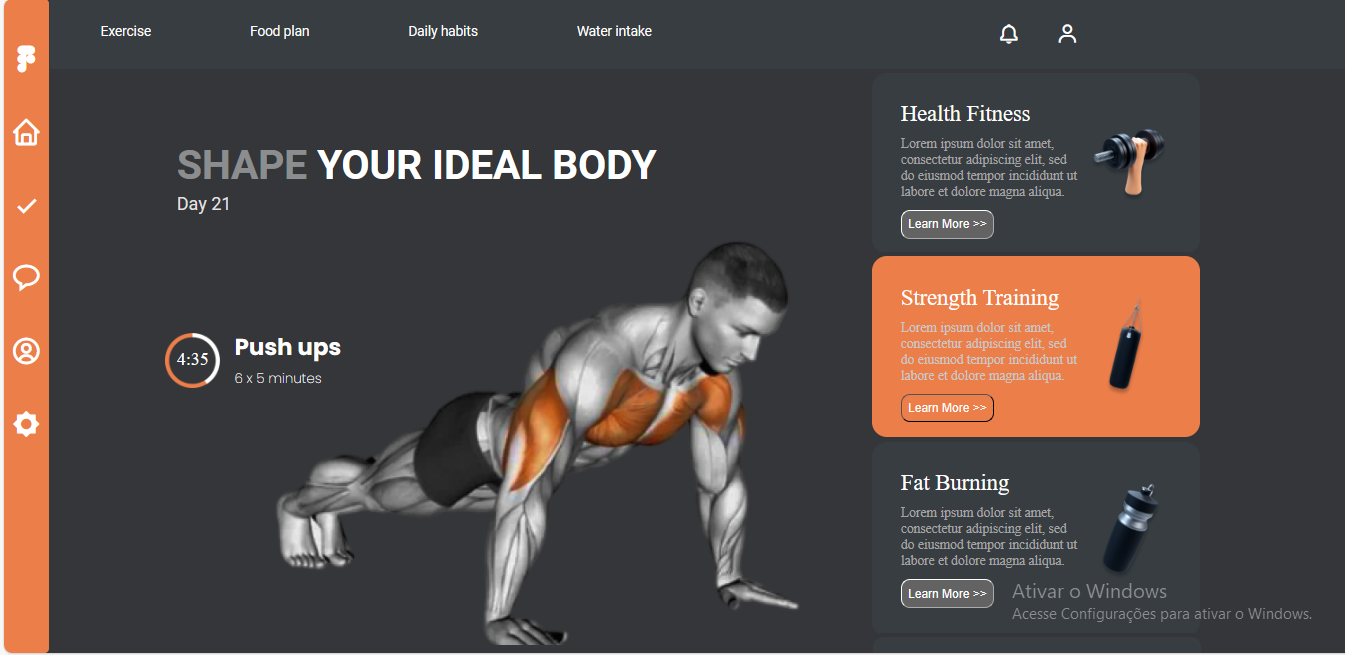 Exercise
Food plan
Daily habits
Water intake
SHAPE YOUR IDEAL BODY
Day 21
4:35
Push ups
6 x 5 minutes
Health Fitness
Lorem ipsum dolor sit amet,
consectetur adipiscing elit, sed
do eiusmod tempor incididunt ut
labore et dolore magna aliqua.
Learn More >>
Strength Training
Lorem ipsum dolor sit amet,
consectetur adipiscing elit, sed
do eiusmod tempor incididunt ut
labore et dolore magna aliqua.
Learn More >>
Fat Burning
Lorem ipsum dolor sit amet,
consectetur adipiscing elit, sed
do eiusmod tempor incididunt ut
labore et dolore magna aliqua.
Learn More >>
Ativar o Windows
Acesse Configurações para ativar o Windows.